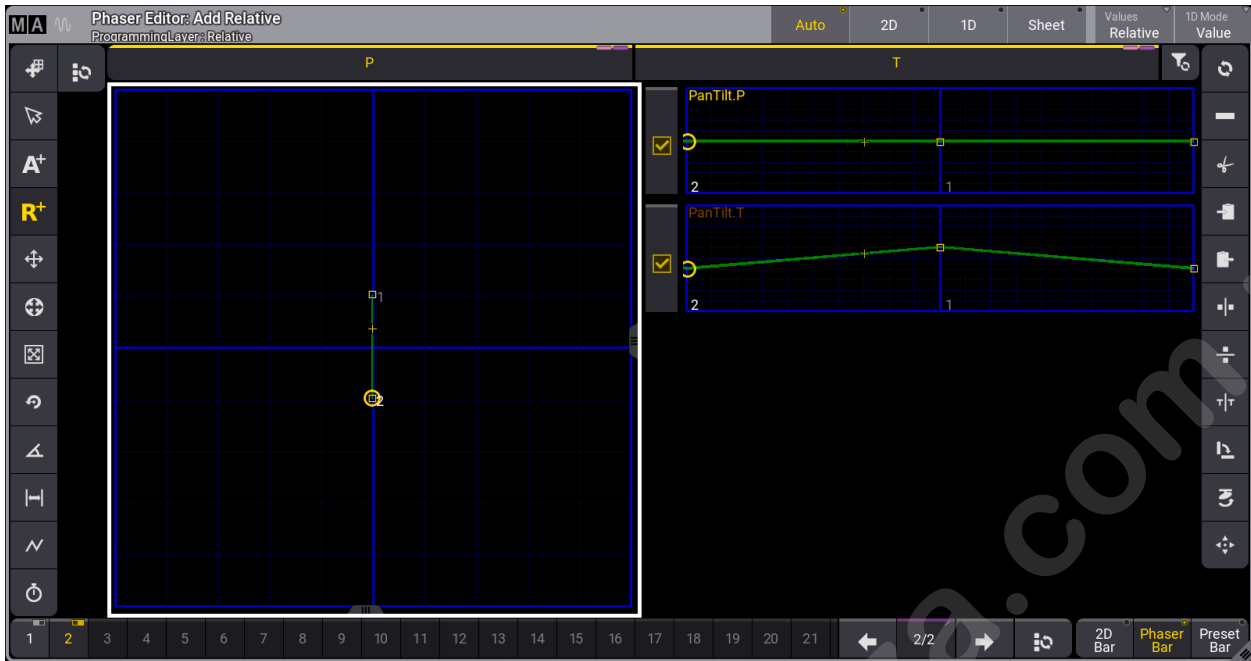 MA
Phaser Editor: Add Relative
ProgrammingLayer: Relative
Auto
2D
1D
Sheet
Values
Relative
1D Mode
Value
P
T
A+
R+
PanTilt.P
2
1
PanTilt.T
2
1
1
2
T|T
1
2
3
4
5
6
7
8
9
10
11
12
13
14
15
16
17
18
19
20
21
2/2
2D
Bar
Phaser
Bar
Preset
Bar
a.com